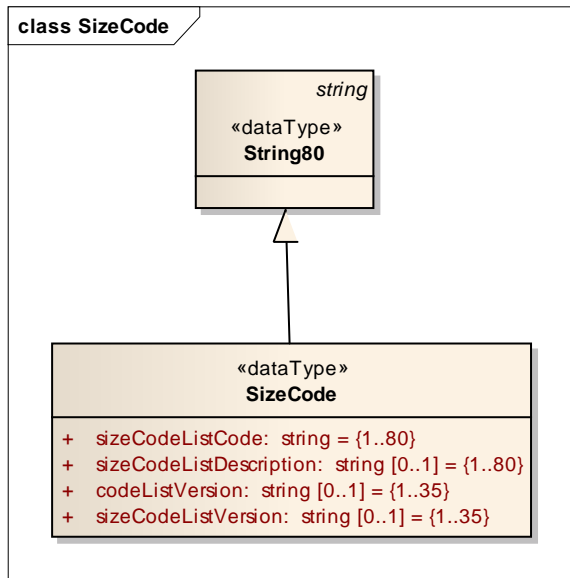 class SizeCode
string
«dataType»
String80
«dataType»
SizeCode
+ sizeCodeListCode: string = {1..80}
+ sizeCodeListDescription: string [0..1] = {1..80}
+ codeListVersion: string [0..1] = {1..35}
+ sizeCodeListVersion: string [0..1] = {1..35}